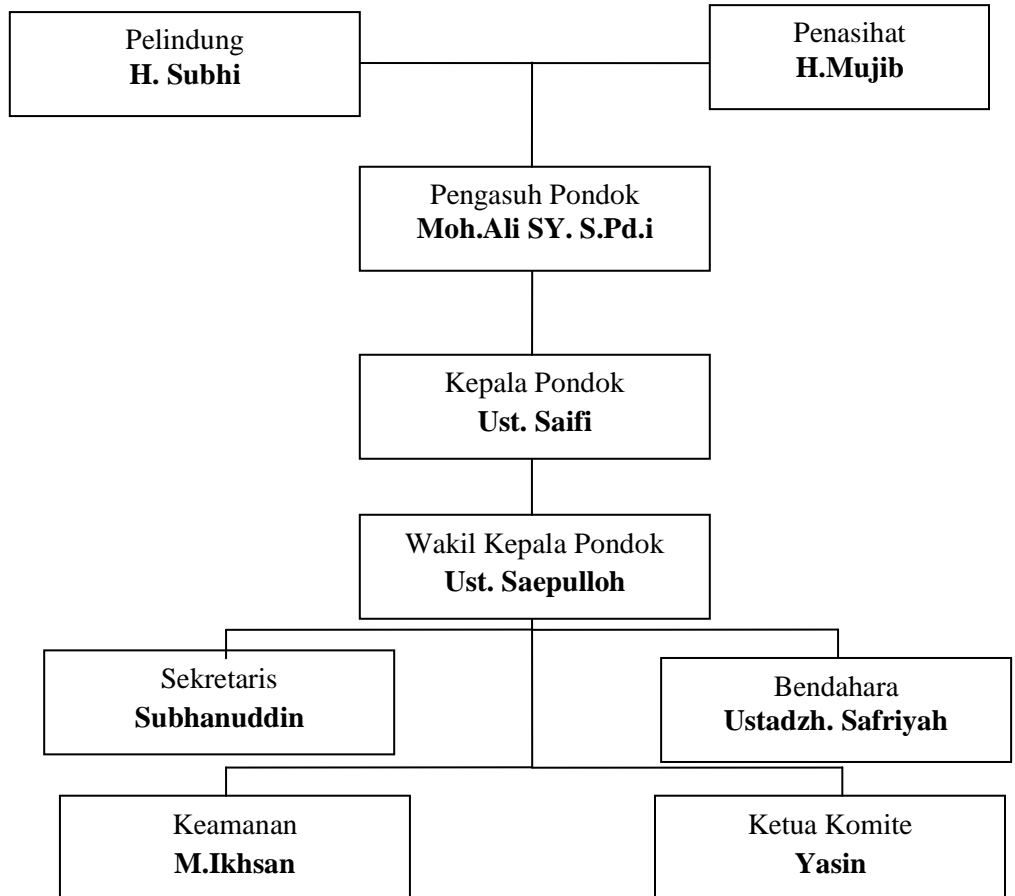 Pelindung
H. Subhi
Penasihat
H.Mujib
Pengasuh Pondok
Moh.Ali SY. S.Pd.i
Kepala Pondok
Ust. Saifi
Wakil Kepala Pondok
Ust. Saepulloh
Sekretaris
Subhanuddin
Bendahara
Ustadzh. Safriyah
Keamanan
M.Ikhsan
Ketua Komite
Yasin